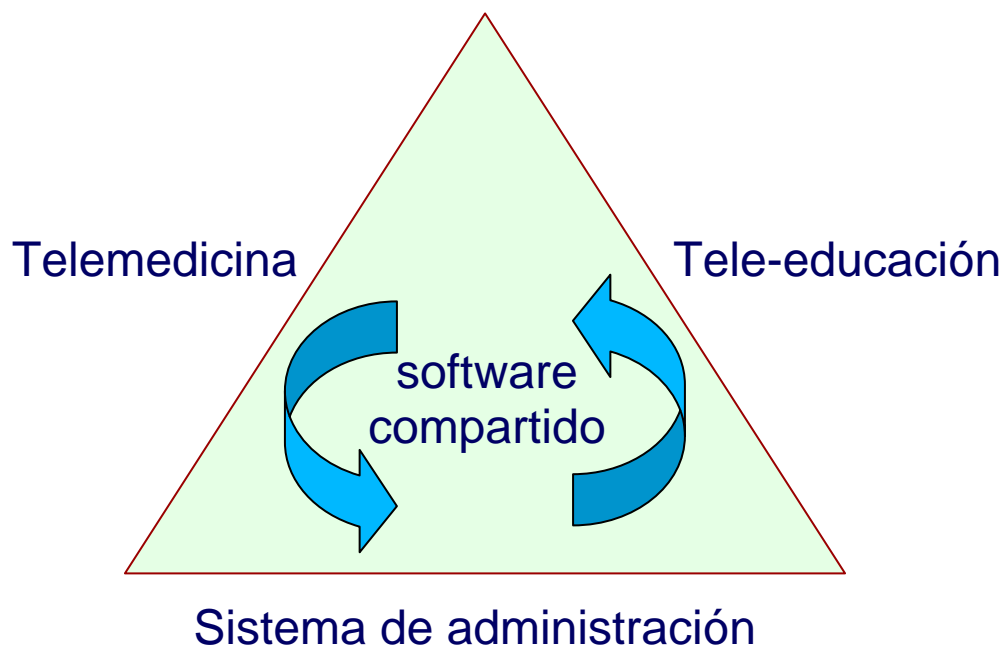 Telemedicina
Tele-educación
software
compartido
Sistema de administración